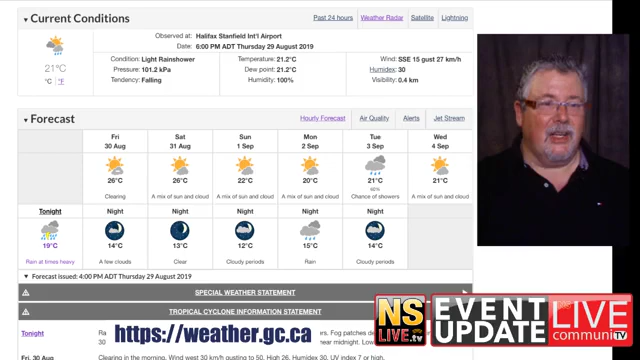 Current Conditions
Past 24 hours Weather Radar Satellite Lightning
Observed at: Halifax Stanfield Int'l Airport
Date: 6:00 PM ADT Thursday 29 August 2019
21°C
°C °F
Condition: Light Rainshower
Pressure: 101.2 kPa
Tendency: Falling
Temperature: 21.2°C
Dew point: 21.2°C
Humidity: 100%
Wind: SSE 15 gust 27 km/h
Humidex: 30
Visibility: 0.4 km
Forecast
Hourly Forecast Air Quality Alerts Jet Stream
Fri Sat Sun Mon Tue Wed
30 Aug 31 Aug 1 Sep 2 Sep 3 Sep 4 Sep
26°C 26°C 22°C 20°C 21°C 21°C
Clearing A mix of sun and cloud A mix of sun and cloud A mix of sun and cloud Chance of showers A mix of sun and cloud
Tonight Night Night Night Night Night
19°C 14°C 13°C 12°C 15°C 14°C
Rain at times heavy A few clouds Clear Cloudy periods Rain Cloudy periods
Forecast issued: 4:00 PM ADT Thursday 29 August 2019
SPECIAL WEATHER STATEMENT
TROPICAL CYCLONE INFORMATION STATEMENT
Tonight
https://weather.gc.ca
rs. Fog patches de
near midnight. Low
Fri, 30 Aug Clearing in the morning. Wind west 30 km/h gusting to 50. High 26. Humidex 30. UV index 7 or high.
NS
LIVE.tv
EVENT
UPDATE
LIVE
communiTV